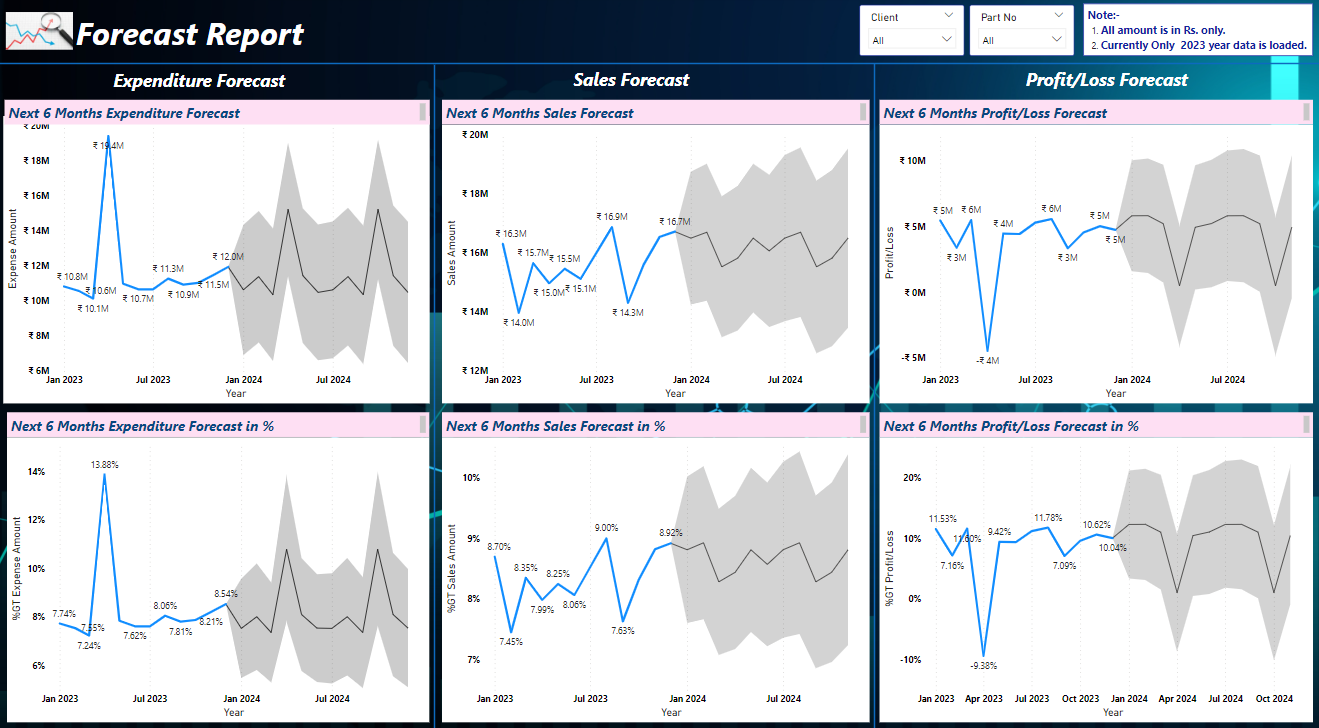 Forecast Report
Client
All
Part No
All
Note:-
1. All amount is in Rs. only.
2. Currently Only 2023 year data is loaded.
Expenditure Forecast
Sales Forecast
Profit/Loss Forecast
Next 6 Months Expenditure Forecast
₹ 20M
₹ 18M
₹ 16M
₹ 14M
₹ 12M
₹ 10M
₹ 8M
₹ 6M
Expense Amount
₹ 10.8M
₹ 10.6M
₹ 10.1M
₹ 19.4M
₹ 10.7M
₹ 11.3M
₹ 10.9M
₹ 11.5M
₹ 12.0M
Jan 2023 Jul 2023 Jan 2024 Jul 2024
Year
Next 6 Months Sales Forecast
₹ 20M
₹ 18M
₹ 16M
₹ 14M
₹ 12M
Sales Amount
₹ 16.3M
₹ 14.0M
₹ 15.7M
₹ 15.0M
₹ 15.5M
₹ 15.1M
₹ 16.9M
₹ 14.3M
₹ 16.7M
Jan 2023 Jul 2023 Jan 2024 Jul 2024
Year
Next 6 Months Profit/Loss Forecast
₹ 10M
₹ 5M
₹ 0M
-₹ 5M
Profit/Loss
₹ 5M
₹ 3M
₹ 6M
-₹ 4M
₹ 4M
₹ 6M
₹ 3M
₹ 5M
₹ 5M
Jan 2023 Jul 2023 Jan 2024 Jul 2024
Year
Next 6 Months Expenditure Forecast in %
14%
12%
10%
8%
6%
%GT Expense Amount
7.74%
7.55%
7.24%
13.88%
7.62%
8.06%
7.81%
8.21%
8.54%
Jan 2023 Jul 2023 Jan 2024 Jul 2024
Year
Next 6 Months Sales Forecast in %
10%
9%
8%
7%
%GT Sales Amount
8.70%
7.45%
8.35%
7.99%
8.25%
8.06%
9.00%
7.63%
8.92%
Jan 2023 Jul 2023 Jan 2024 Jul 2024
Year
Next 6 Months Profit/Loss Forecast in %
20%
10%
0%
-10%
%GT Profit/Loss
11.53%
7.16%
11.60%
-9.38%
9.42%
11.78%
7.09%
10.62%
10.04%
Jan 2023 Apr 2023 Jul 2023 Oct 2023 Jan 2024 Apr 2024 Jul 2024 Oct 2024
Year